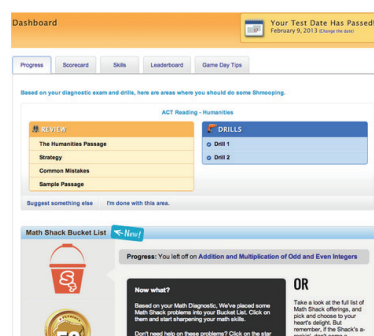 Dashboard
Your Test Date Has Passed!
February 9, 2013 (Change the date)
Progress
Scorecard
Skills
Leaderboard
Game Day Tips
Based on your diagnostic exam and drills, here are areas where you should do some Shmooping.
ACT Reading - Humanities
REVIEW
The Humanities Passage
Strategy
Common Mistakes
Sample Passage
DRILLS
Drill 1
Drill 2
Suggest something else
I'm done with this area.
Math Shack Bucket List
New!
Progress: You left off on Addition and Multiplication of Odd and Even Integers
Now what?
Based on your Math Diagnostic, We've placed some
Math Shack problems into your Bucket List. Click on
them and start sharpening your math skills.
Don't need help on these problems? Click on the star
OR
Take a look at the full list of
Math Shack offerings, and
pick and choose to your
heart's delight. But
remember, if the Shack's a-